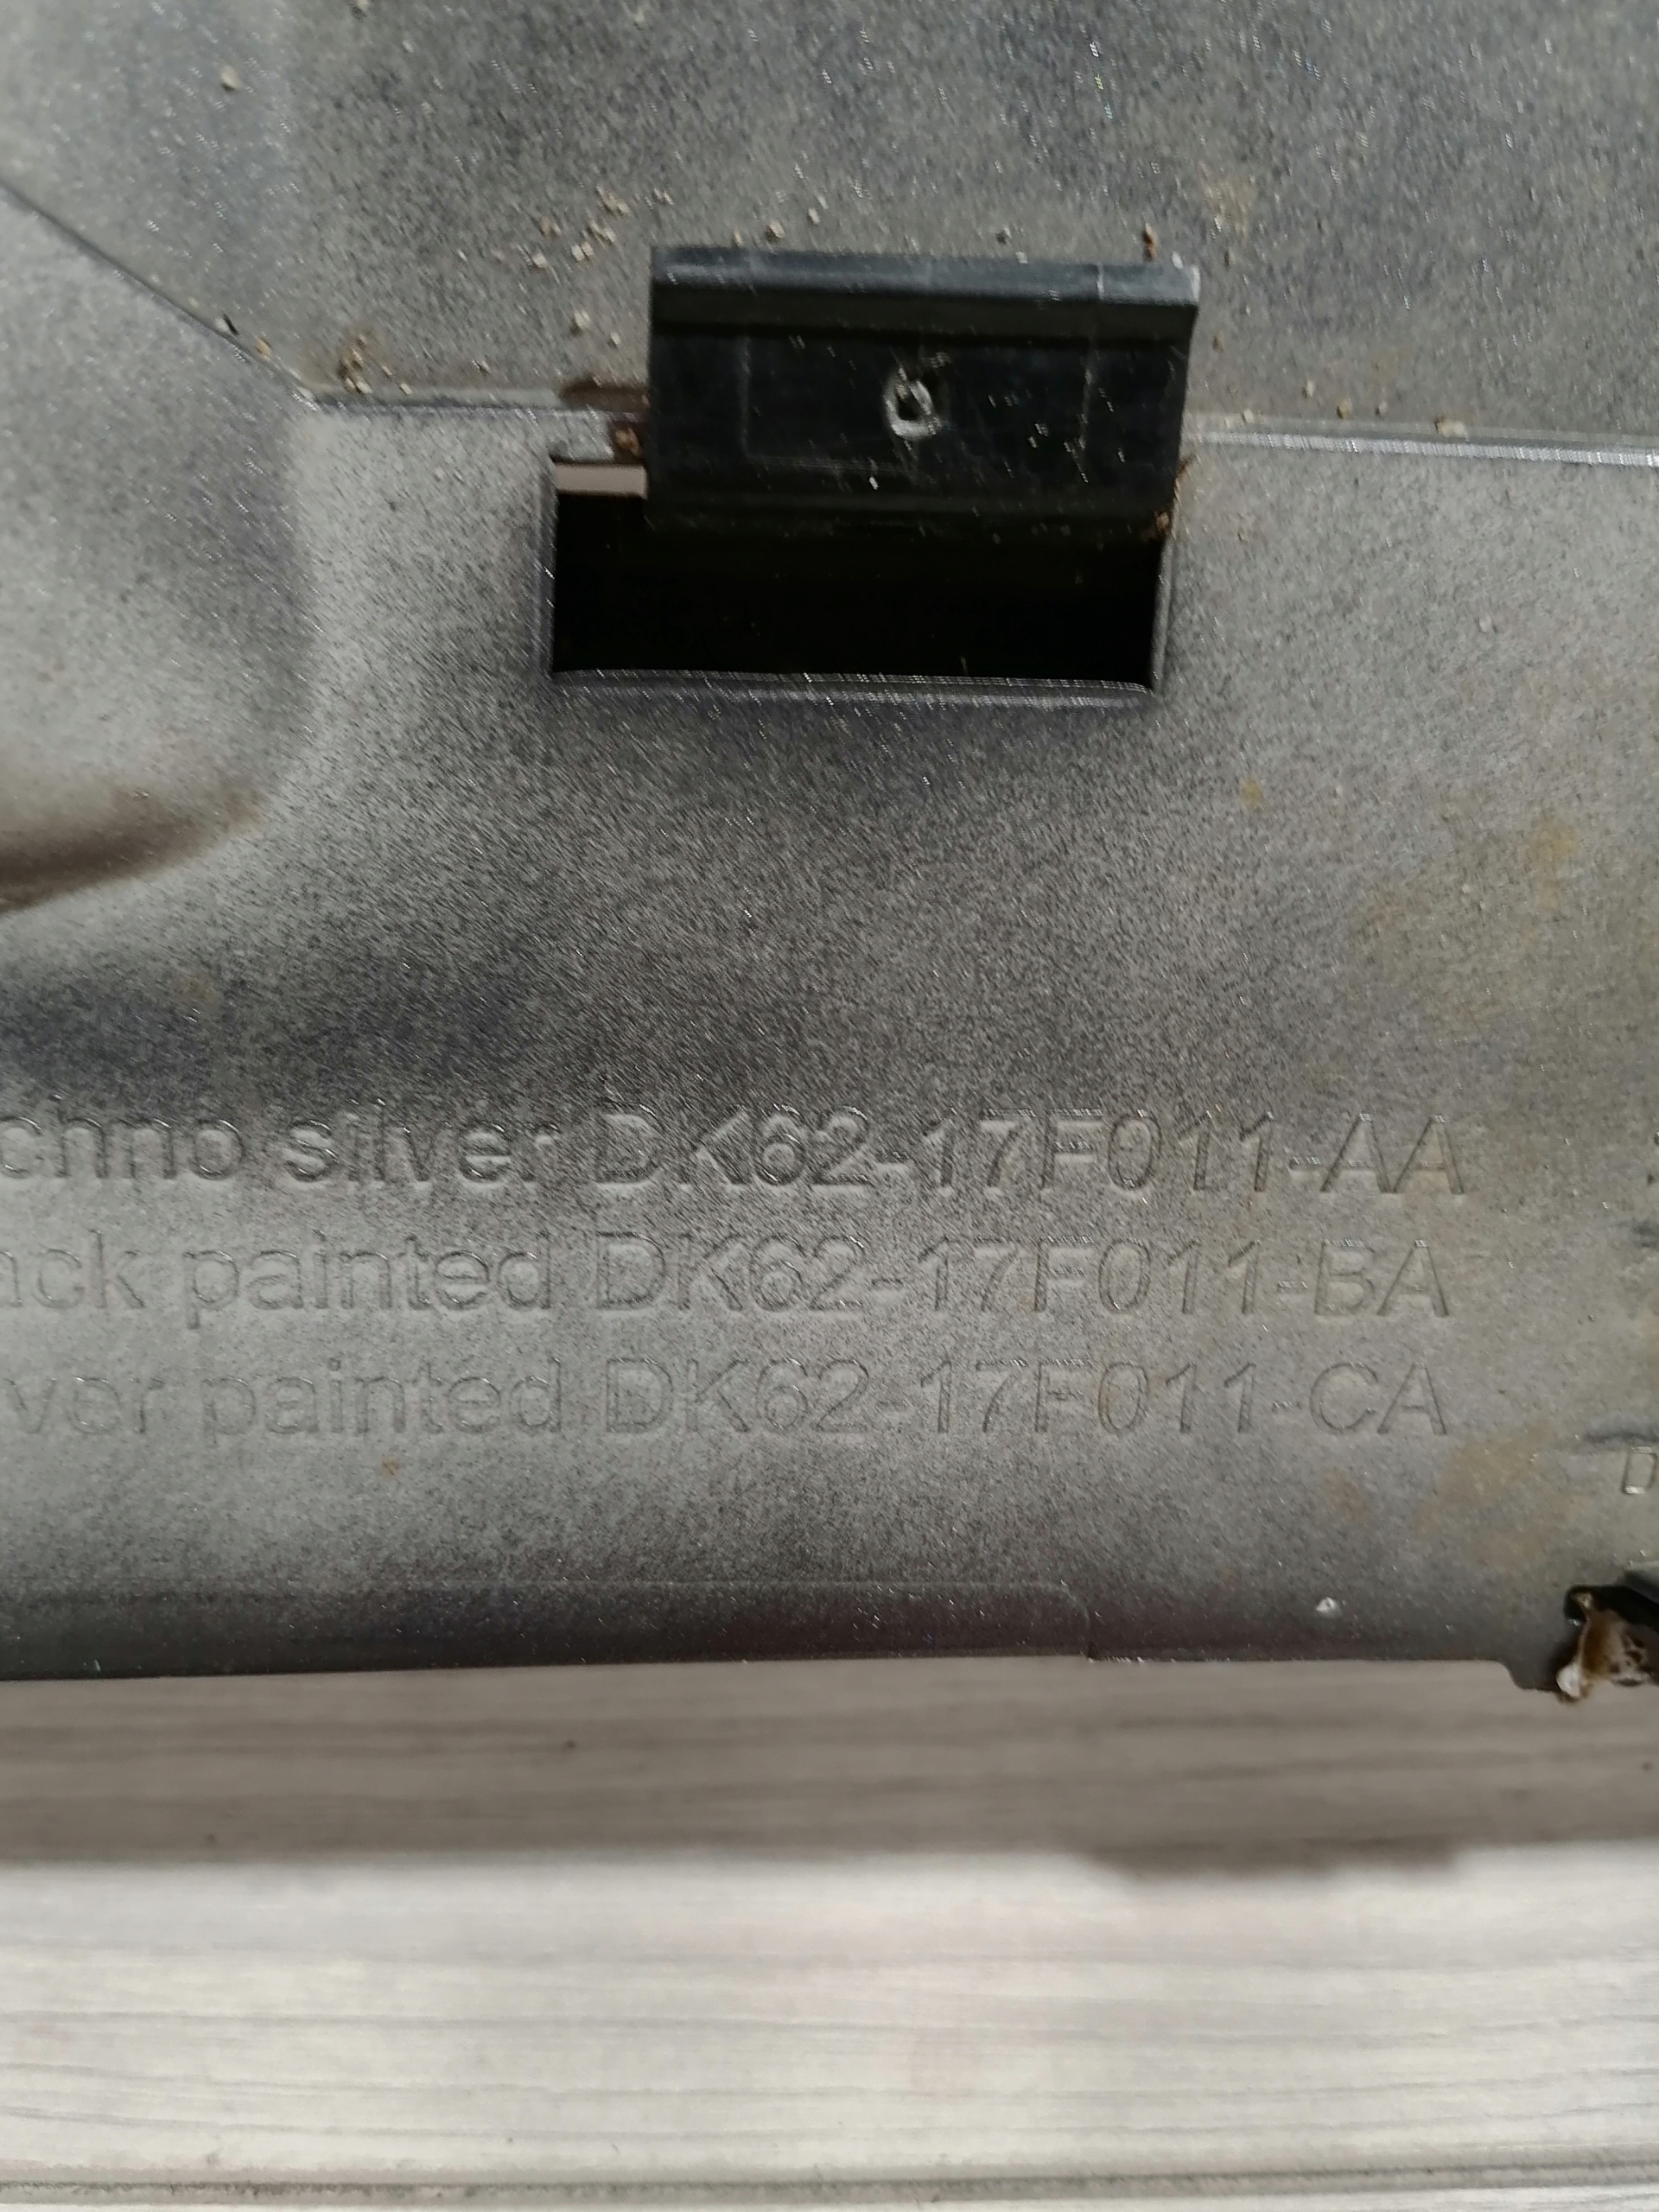 chno silver DK62-17F011-AA
ack painted DK62-17F011-BA
ver painted DK62-17F011-CA
D